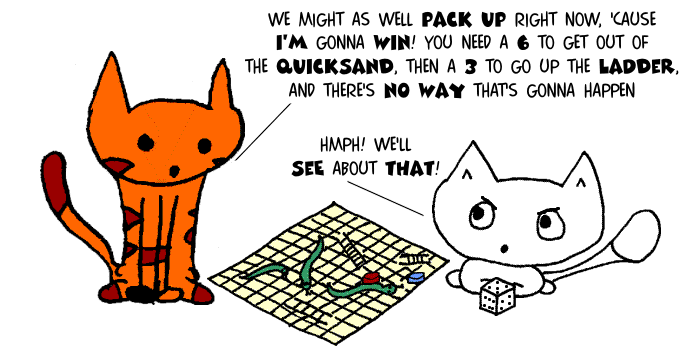 WE MIGHT AS WELL PACK UP RIGHT NOW, 'CAUSE
I'M GONNA WIN! YOU NEED A 6 TO GET OUT OF
THE QUICKSAND, THEN A 3 TO GO UP THE LADDER,
AND THERE'S NO WAY THAT'S GONNA HAPPEN
HMPH! WE'LL
SEE ABOUT THAT!